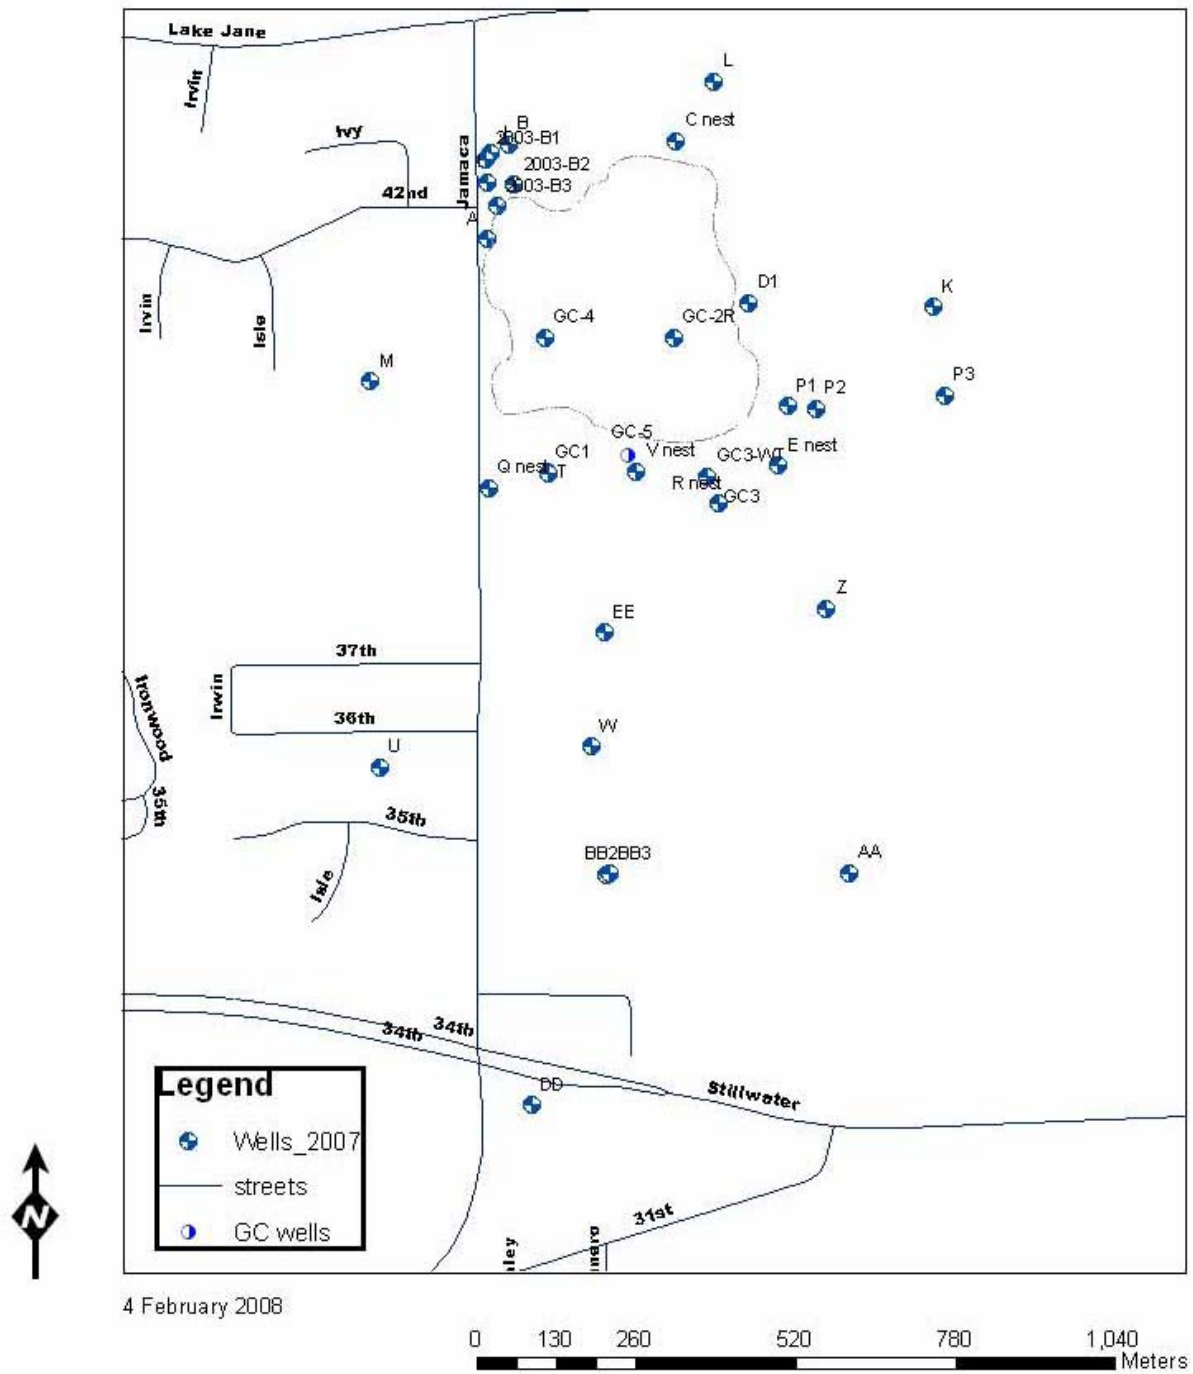 Lake Jane
Irvin
L
C nest
B
2003-B1
Ivy
Jamaca
2003-B2
42nd
2003-B3
A
D1
K
Irvin
Isle
GC-4
GC-2R
M
P3
P1
P2
GC-5
E nest
GC1
V nest
GC3-WT
Q nest
T
R nest
GC3
Z
EE
37th
Irwin
Ironwood
36th
W
U
35th
35th
BB2BB3
AA
Isle
34th
34th
DD
Stillwater
Legend
Wells_2007
streets
GC wells
31st
N
4 February 2008
0 130 260 520 780 1,040
Meters